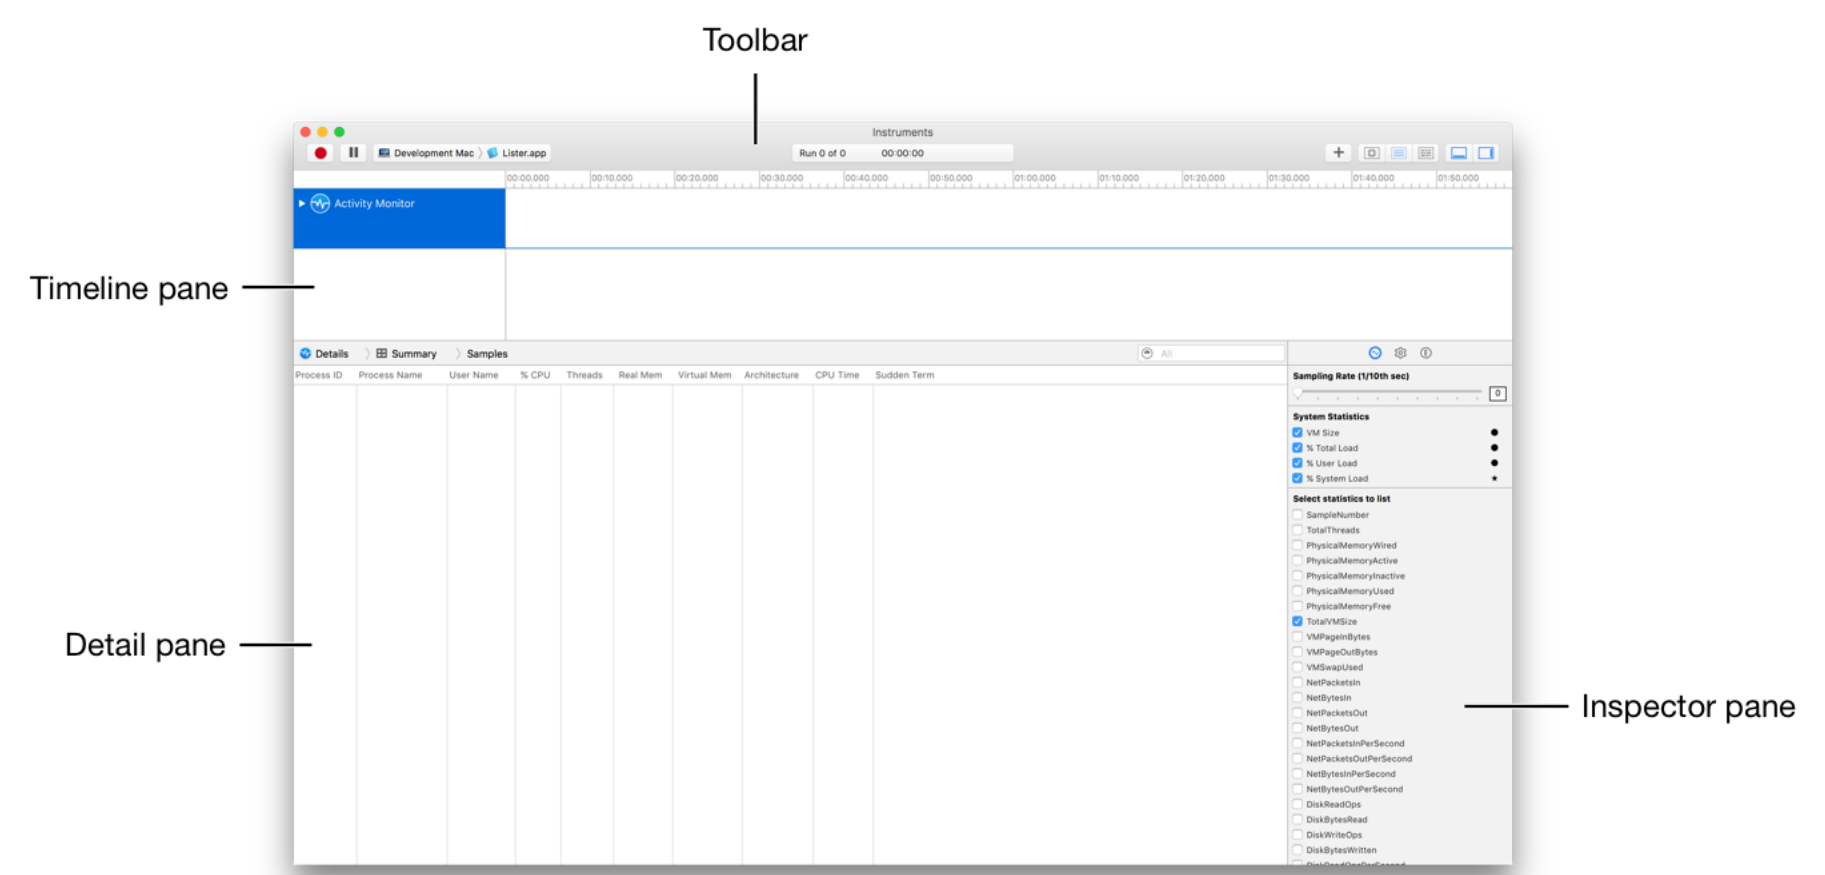 Toolbar
Instruments
Development Mac Lister.app Run 0 of 0 00:00:00
00:00.000 00:10.000 00:20.000 00:30.000 00:40.000 00:50.000 01:00.000 01:10.000 01:20.000 01:30.000 01:40.000 01:50.000
Activity Monitor
Timeline pane
Details Summary Samples All
Process ID Process Name User Name % CPU Threads Real Mem Virtual Mem Architecture CPU Time Sudden Term
Sampling Rate (1/10th sec)
0
System Statistics
VM Size
% Total Load
% User Load
% System Load
Select statistics to list
SampleNumber
TotalThreads
PhysicalMemoryWired
PhysicalMemoryActive
PhysicalMemoryInactive
PhysicalMemoryUsed
PhysicalMemoryFree
TotalVMSize
VMPageInBytes
VMPageOutBytes
VMSwapUsed
NetPacketsIn
NetBytesIn
NetPacketsOut
NetBytesOut
NetPacketsInPerSecond
NetPacketsOutPerSecond
NetBytesInPerSecond
NetBytesOutPerSecond
DiskReadOps
DiskBytesRead
DiskWriteOps
DiskBytesWritten
Detail pane
Inspector pane